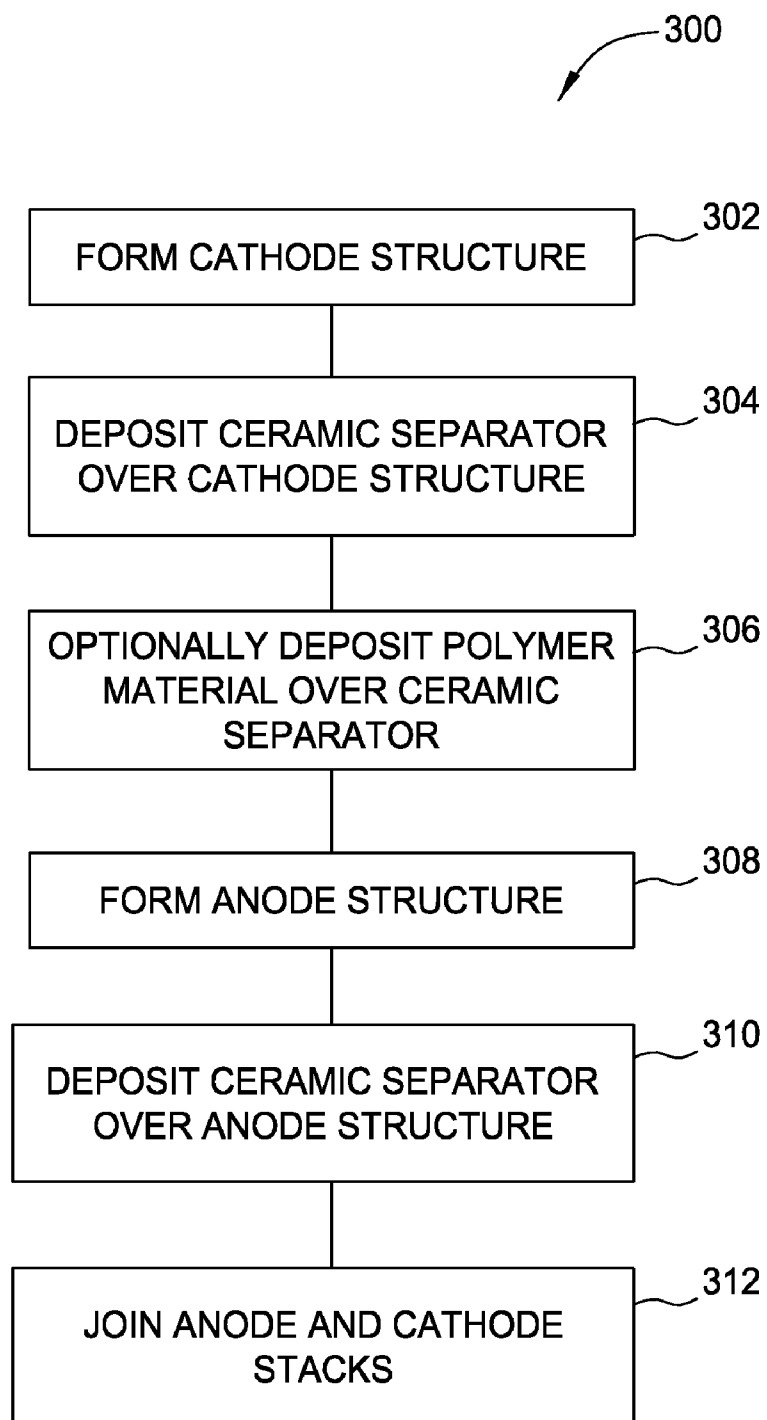 300
302
FORM CATHODE STRUCTURE
304
DEPOSIT CERAMIC SEPARATOR
OVER CATHODE STRUCTURE
306
OPTIONALLY DEPOSIT POLYMER
MATERIAL OVER CERAMIC
SEPARATOR
308
FORM ANODE STRUCTURE
310
DEPOSIT CERAMIC SEPARATOR
OVER ANODE STRUCTURE
312
JOIN ANODE AND CATHODE
STACKS